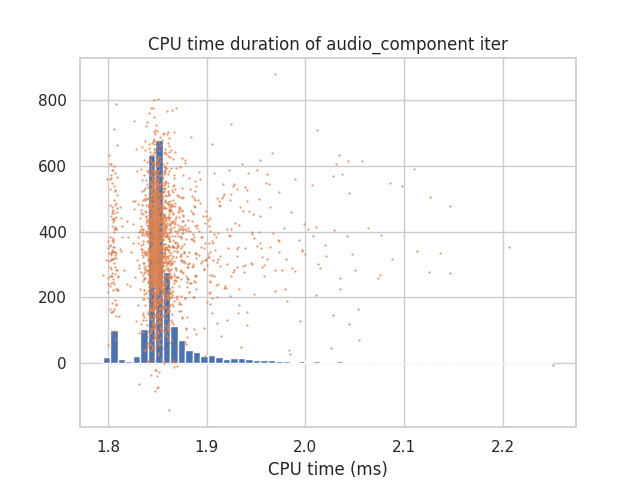 CPU time duration of audio_component iter
800
600
400
200
0
1.8 1.9 2.0 2.1 2.2
CPU time (ms)